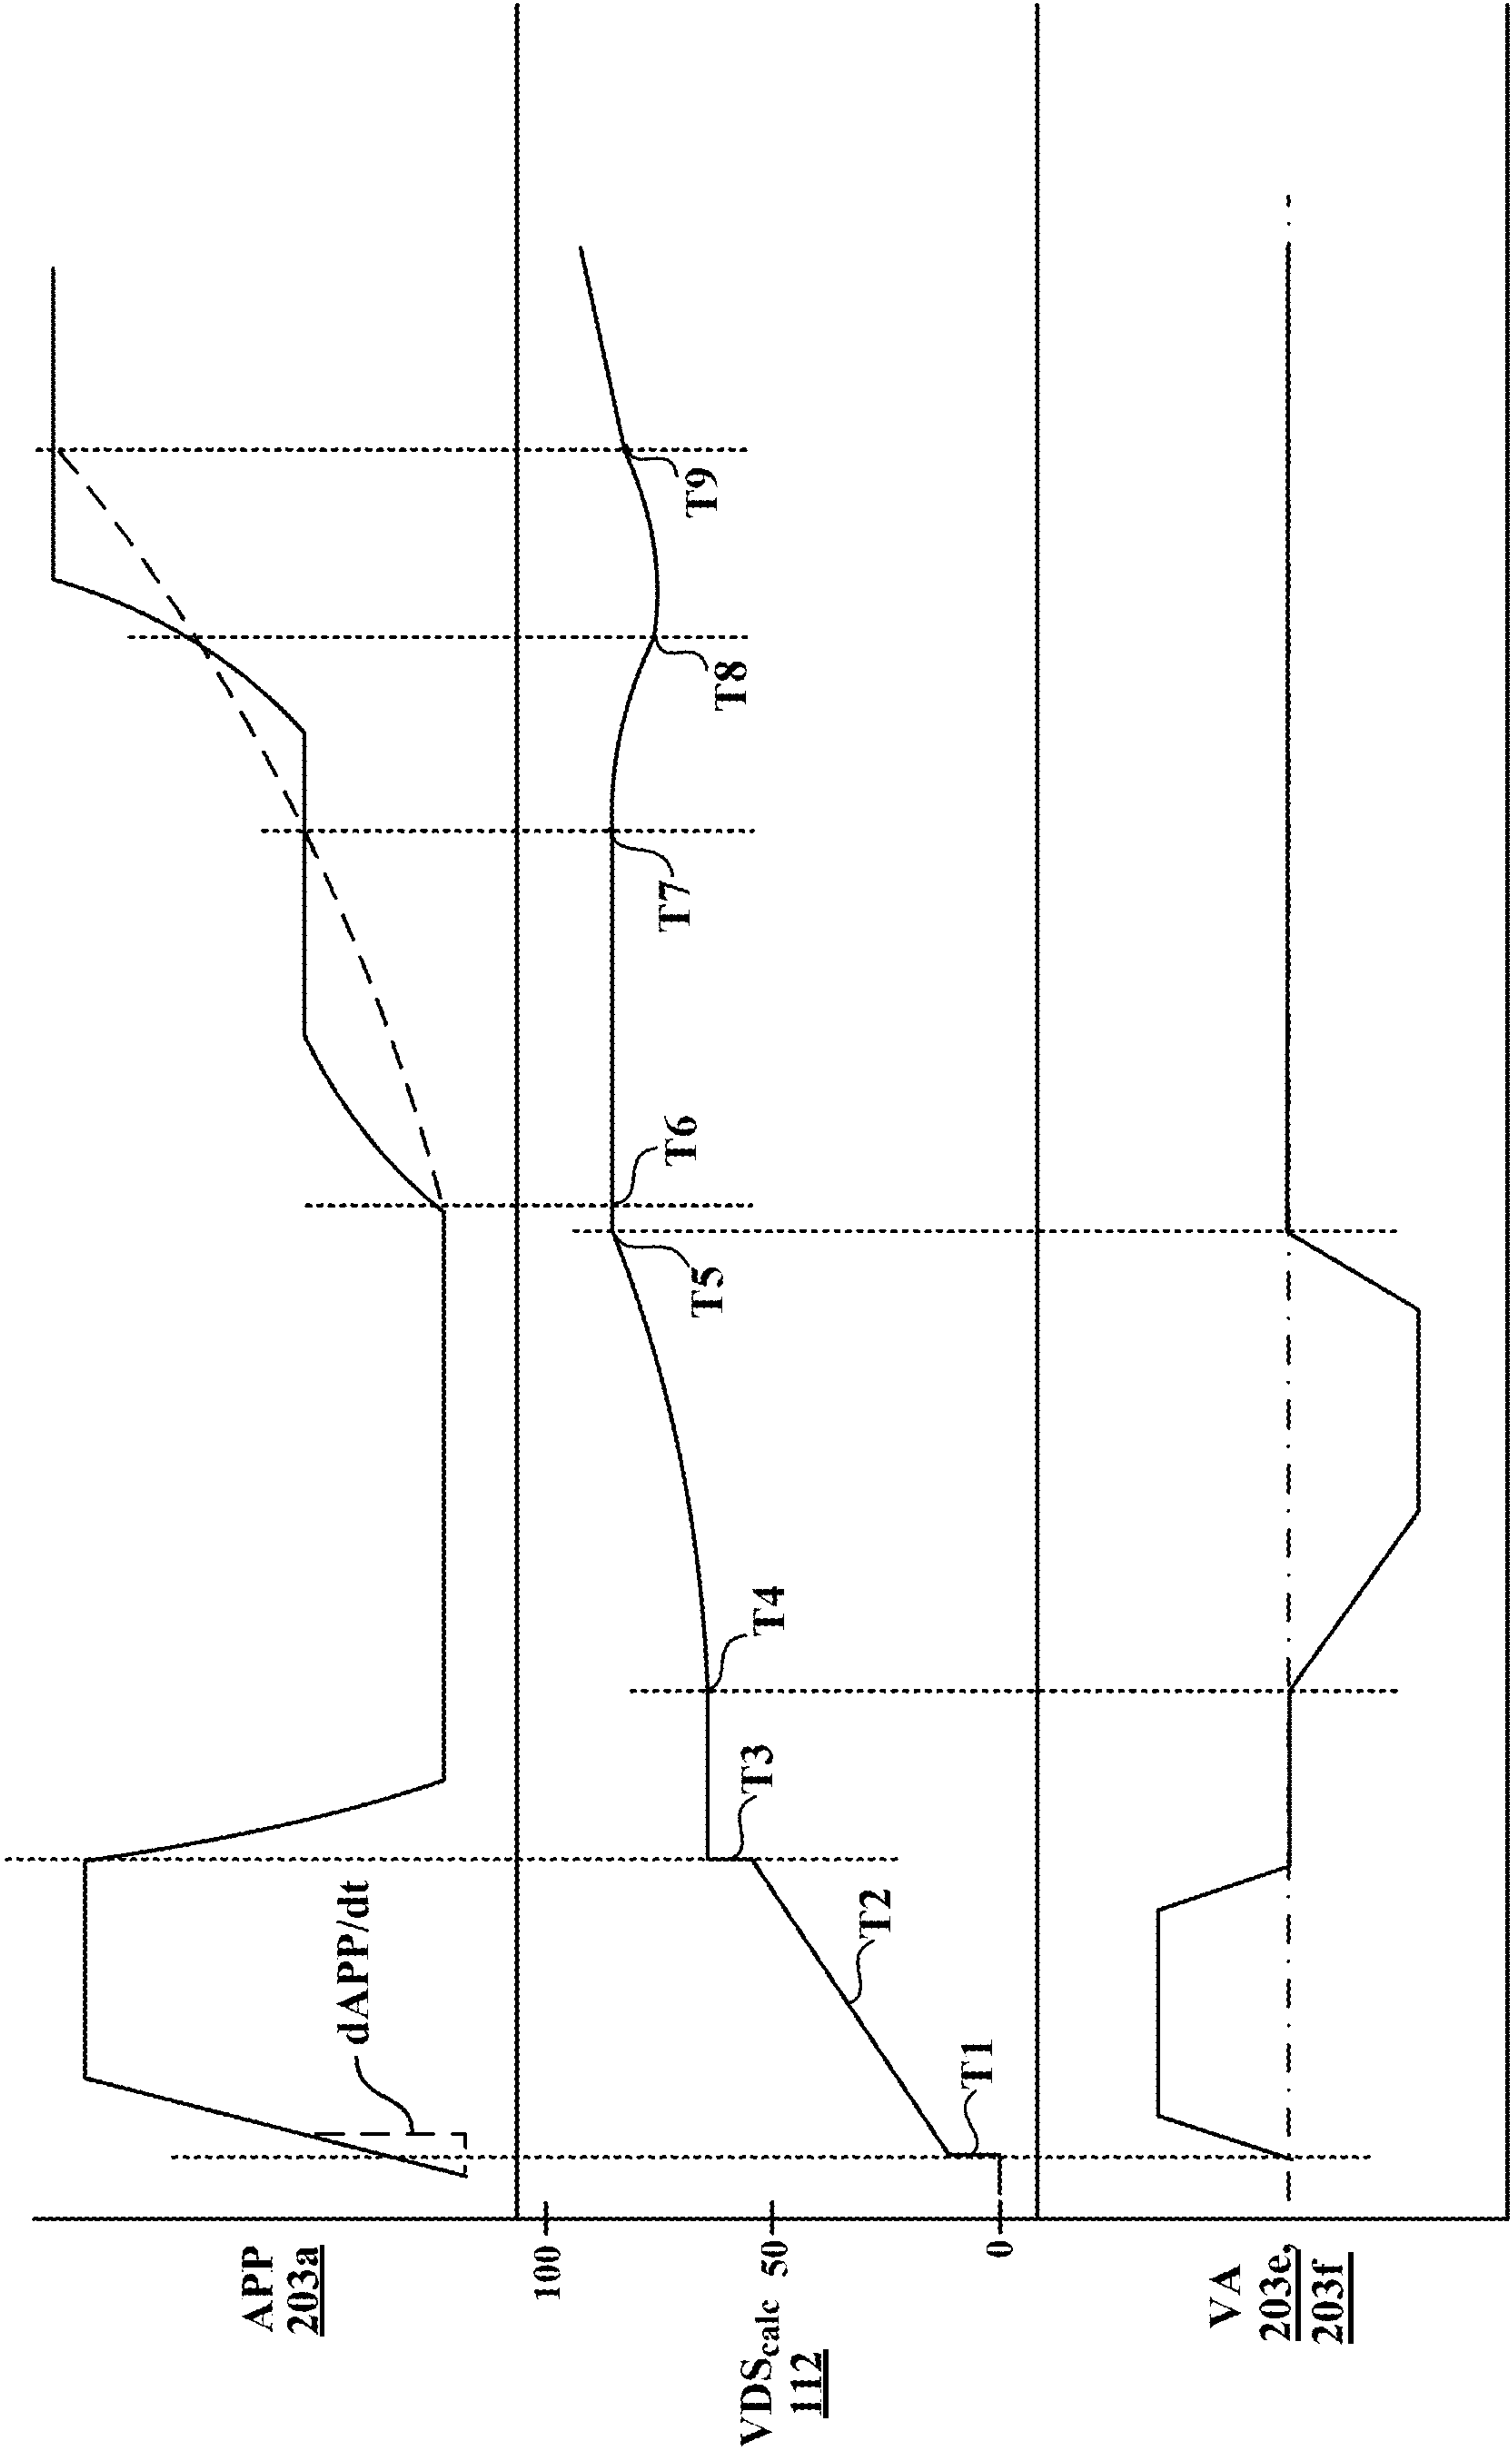 APP
203a
dAPP/dt
100
VDScalc 50
112
0
T1
T2
T3
T4
T5
T6
T7
T8
T9
VA
203e,
203f